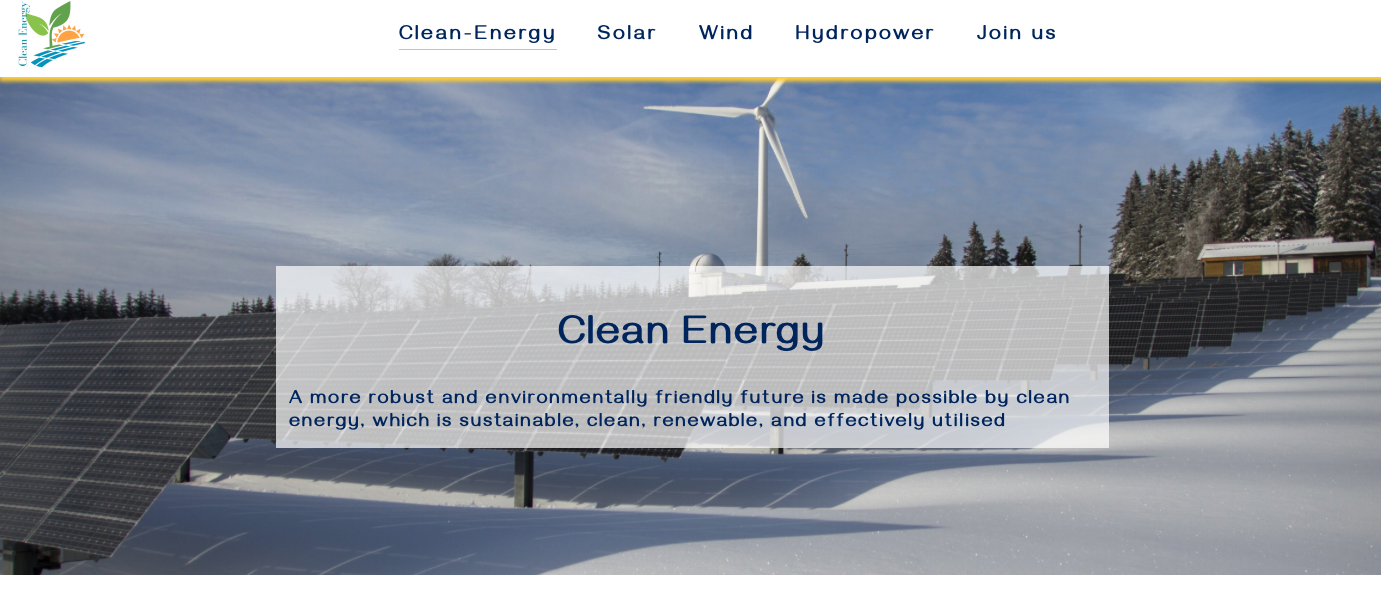 Clean Energy
Clean-Energy Solar Wind Hydropower Join us
Clean Energy
A more robust and environmentally friendly future is made possible by clean
energy, which is sustainable, clean, renewable, and effectively utilised